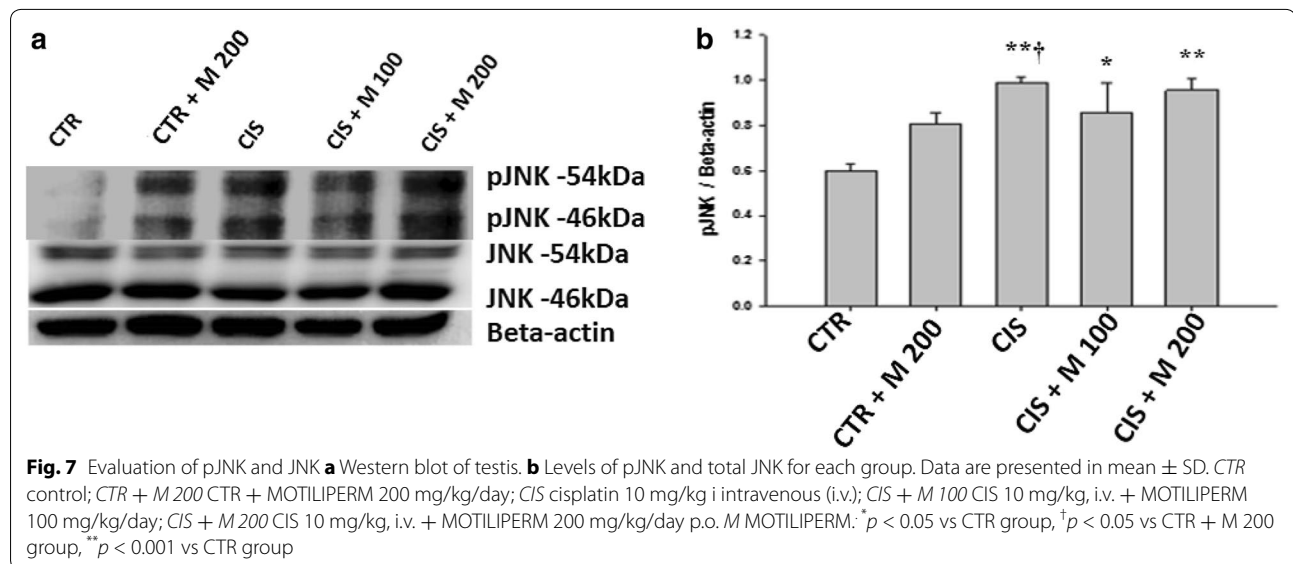 a
CTR
CTR + M 200
CIS
CIS + M 100
CIS + M 200
pJNK -54kDa
pJNK -46kDa
JNK -54kDa
JNK -46kDa
Beta-actin
b
pJNK / Beta-actin
1.2
1.0
0.8
0.6
0.4
0.2
0.0
**†
*
**
CTR
CTR + M 200
CIS
CIS + M 100
CIS + M 200
Fig. 7 Evaluation of pJNK and JNK a Western blot of testis. b Levels of pJNK and total JNK for each group. Data are presented in mean ± SD. CTR
control; CTR + M 200 CTR + MOTILIPERM 200 mg/kg/day; CIS cisplatin 10 mg/kg i intravenous (i.v.); CIS + M 100 CIS 10 mg/kg, i.v. + MOTILIPERM
100 mg/kg/day; CIS + M 200 CIS 10 mg/kg, i.v. + MOTILIPERM 200 mg/kg/day p.o. M MOTILIPERM. *p < 0.05 vs CTR group, †p < 0.05 vs CTR + M 200
group, **p < 0.001 vs CTR group